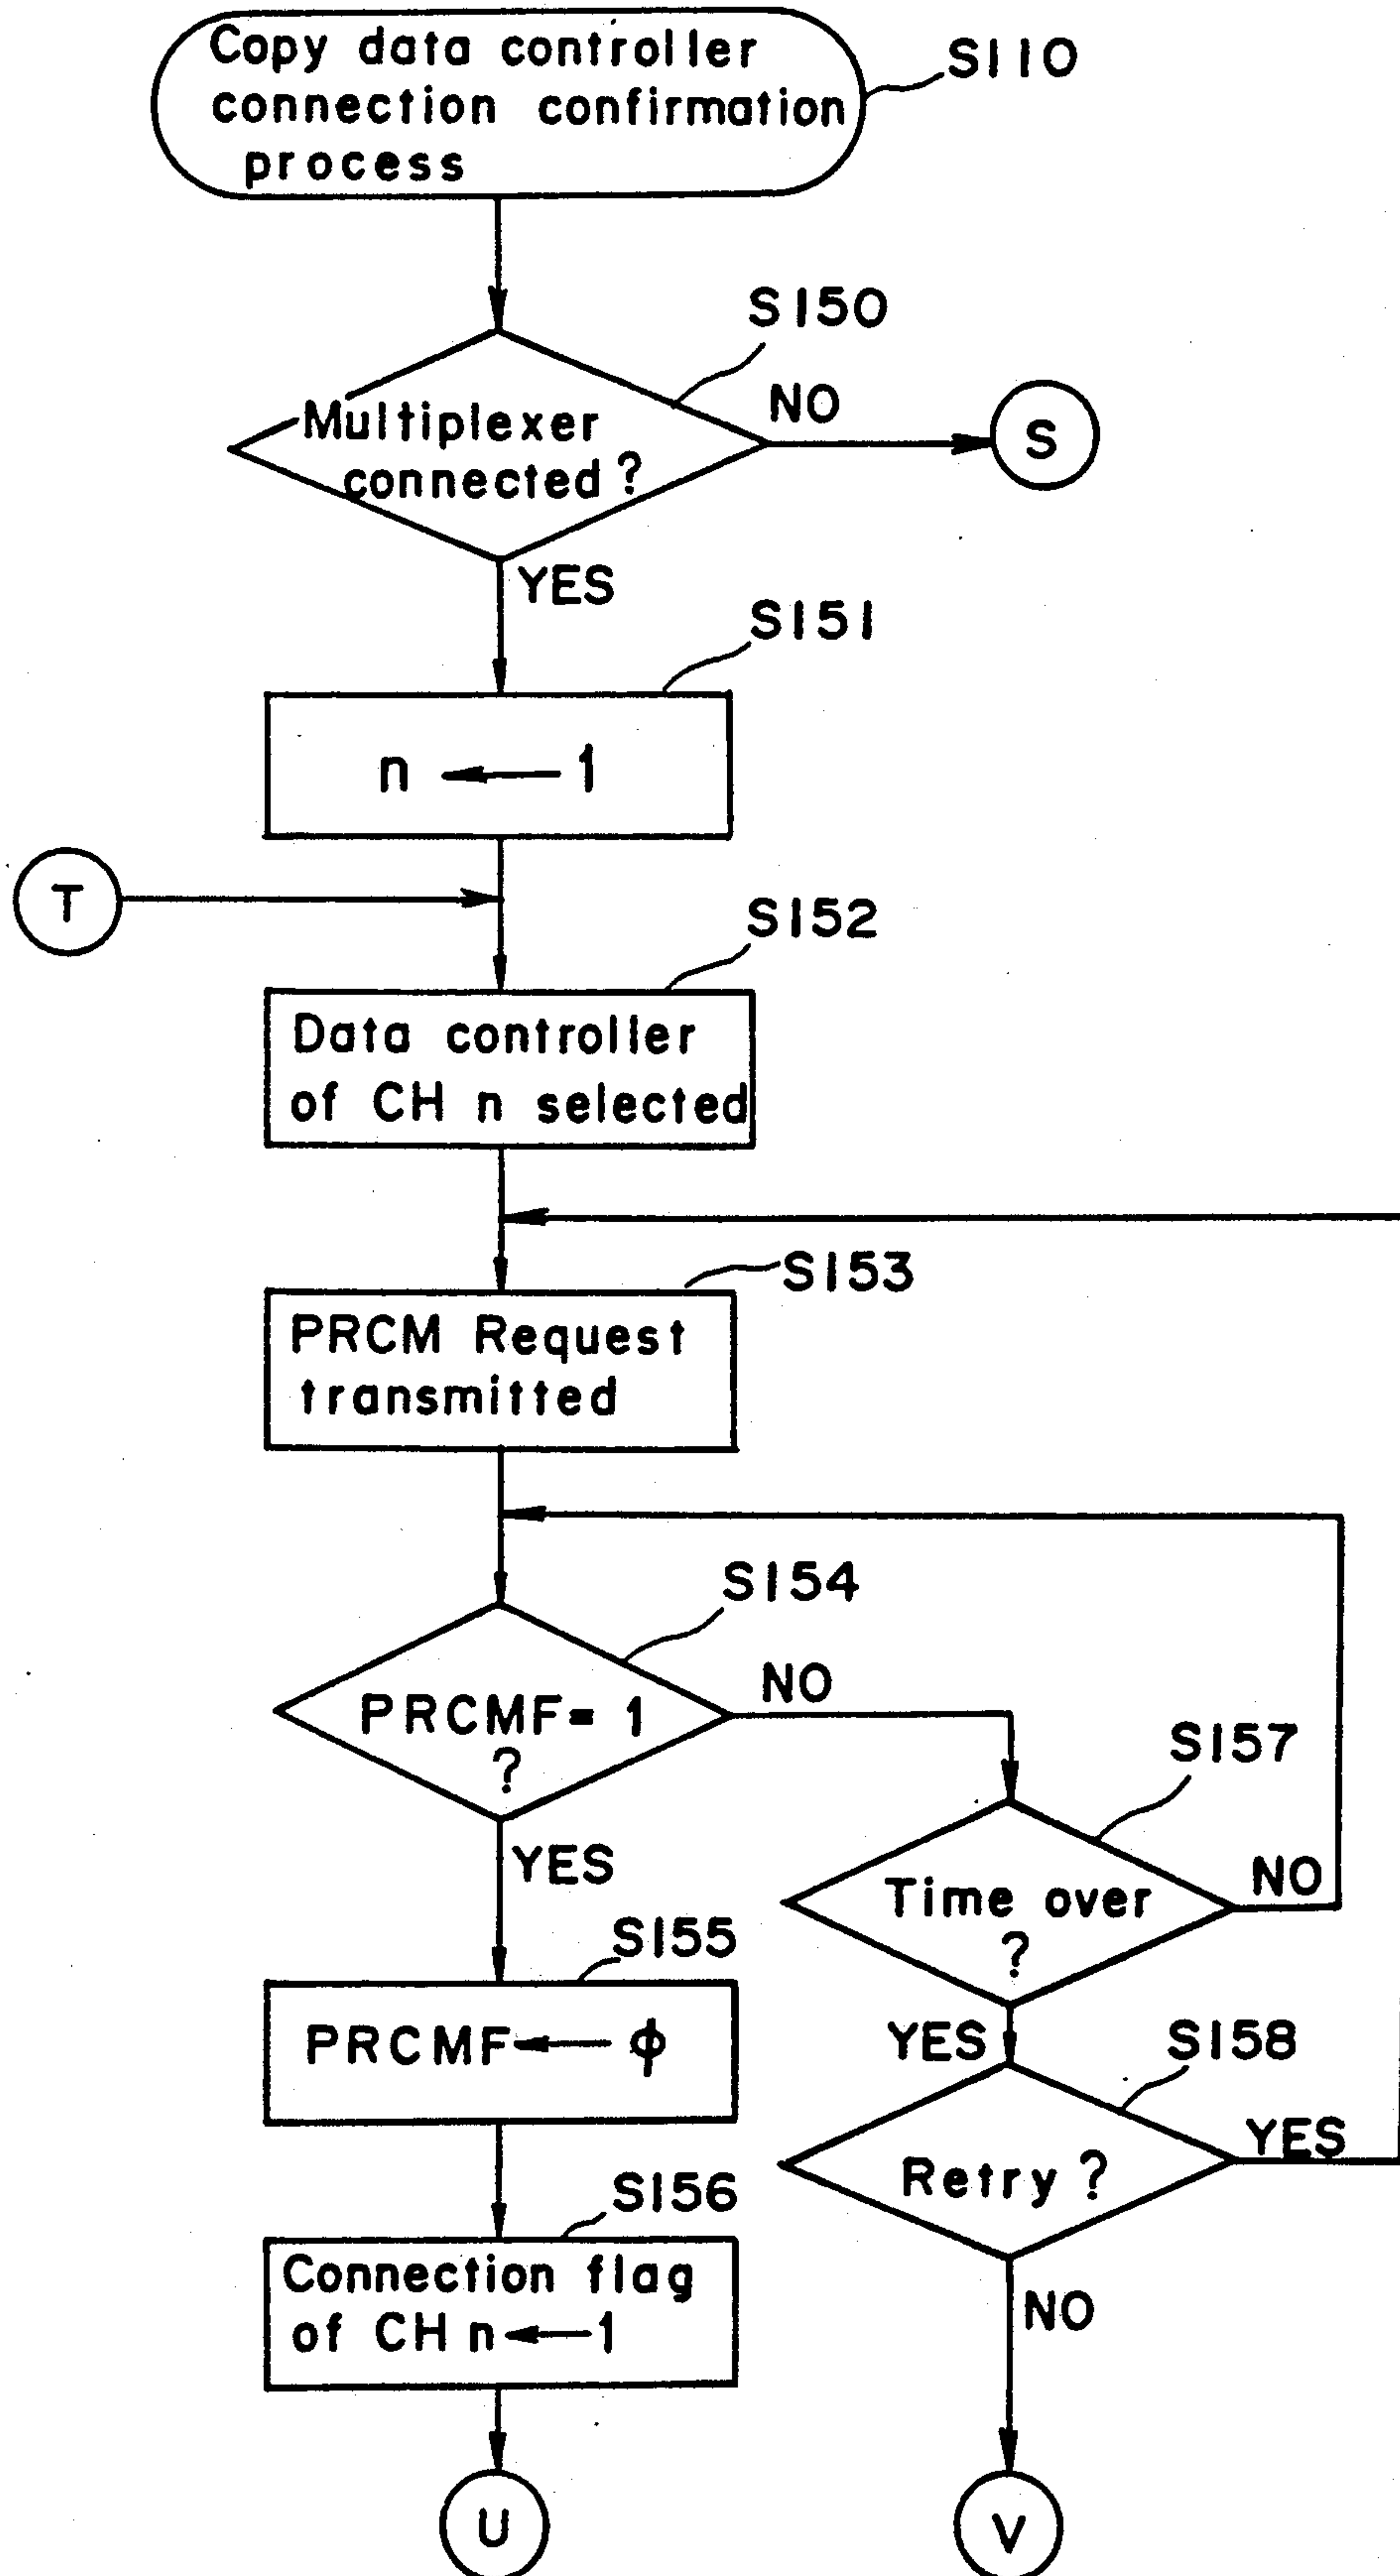 Copy data controller
connection confirmation
process
S110
S150
Multiplexer
connected?
NO
S
YES
S151
n ← 1
T
S152
Data controller
of CH n selected
S153
PRCM Request
transmitted
S154
PRCMF = 1
?
NO
YES
S157
Time over
?
NO
YES
S155
PRCMF ← ϕ
S158
Retry ?
YES
NO
S156
Connection flag
of CH n ← 1
U
V